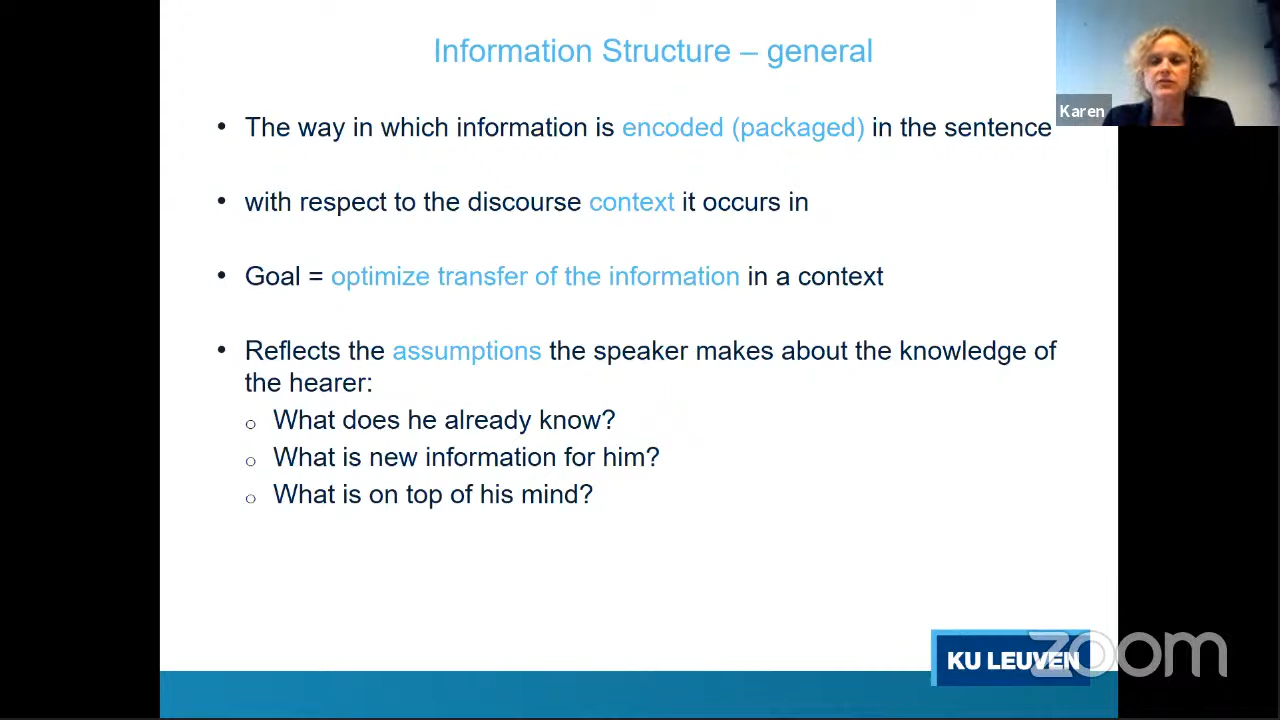 Information Structure – general
Karen
• The way in which information is encoded (packaged) in the sentence
• with respect to the discourse context it occurs in
• Goal = optimize transfer of the information in a context
• Reflects the assumptions the speaker makes about the knowledge of
the hearer:
o What does he already know?
o What is new information for him?
o What is on top of his mind?
KU LEUVEN
zoom